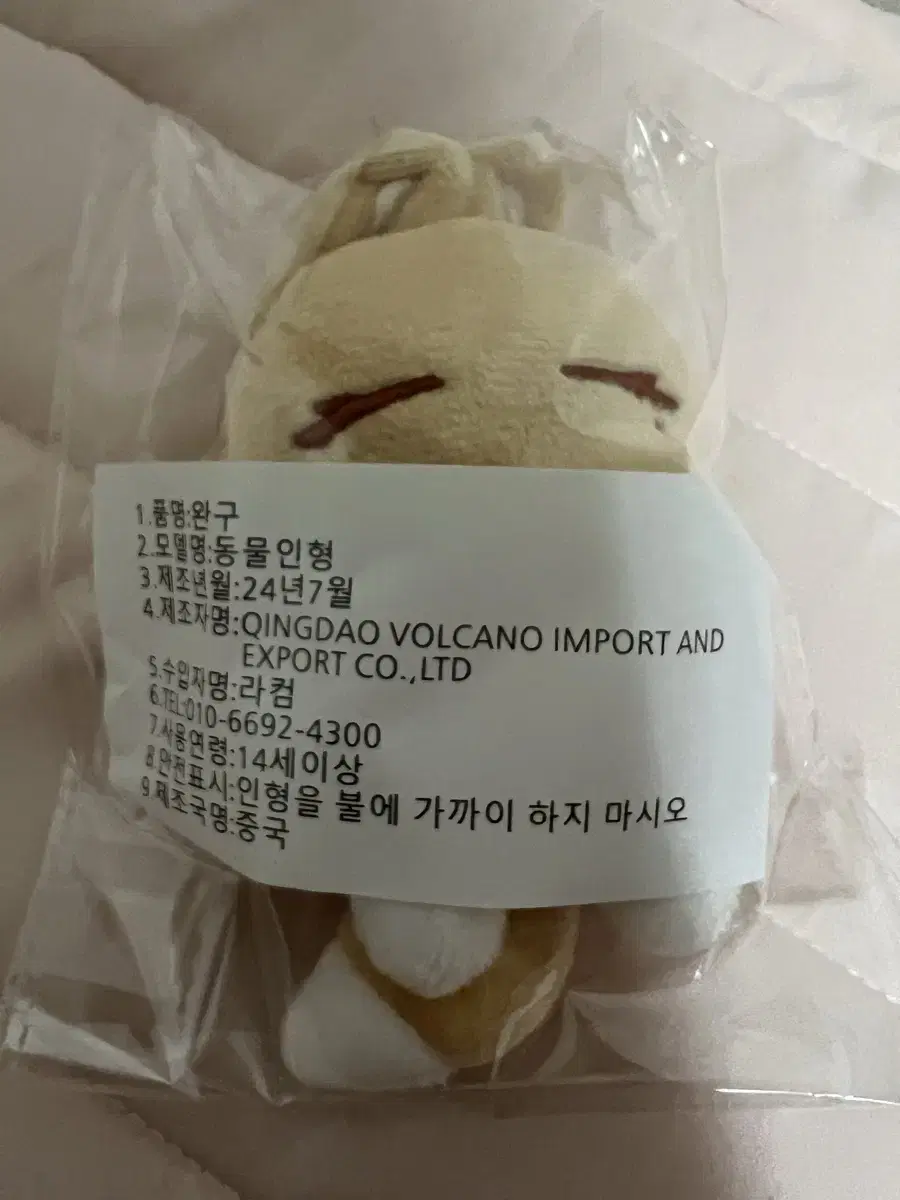 1.품명:완구
2.모델명:동물인형
3.제조년월:24년7월
4.제조자명:QINGDAO VOLCANO IMPORT AND
EXPORT CO.,LTD
5.수입자명:라컴
6.TEL:010-6692-4300
7.사용연령:14세이상
8.안전표시:인형을 불에 가까이 하지 마시오
9.제조국명:중국